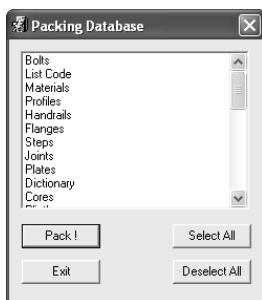 Packing Database
Bolts
List Code
Materials
Profiles
Handrails
Flanges
Steps
Joints
Plates
Dictionary
Cores
Pack !
Select All
Exit
Deselect All